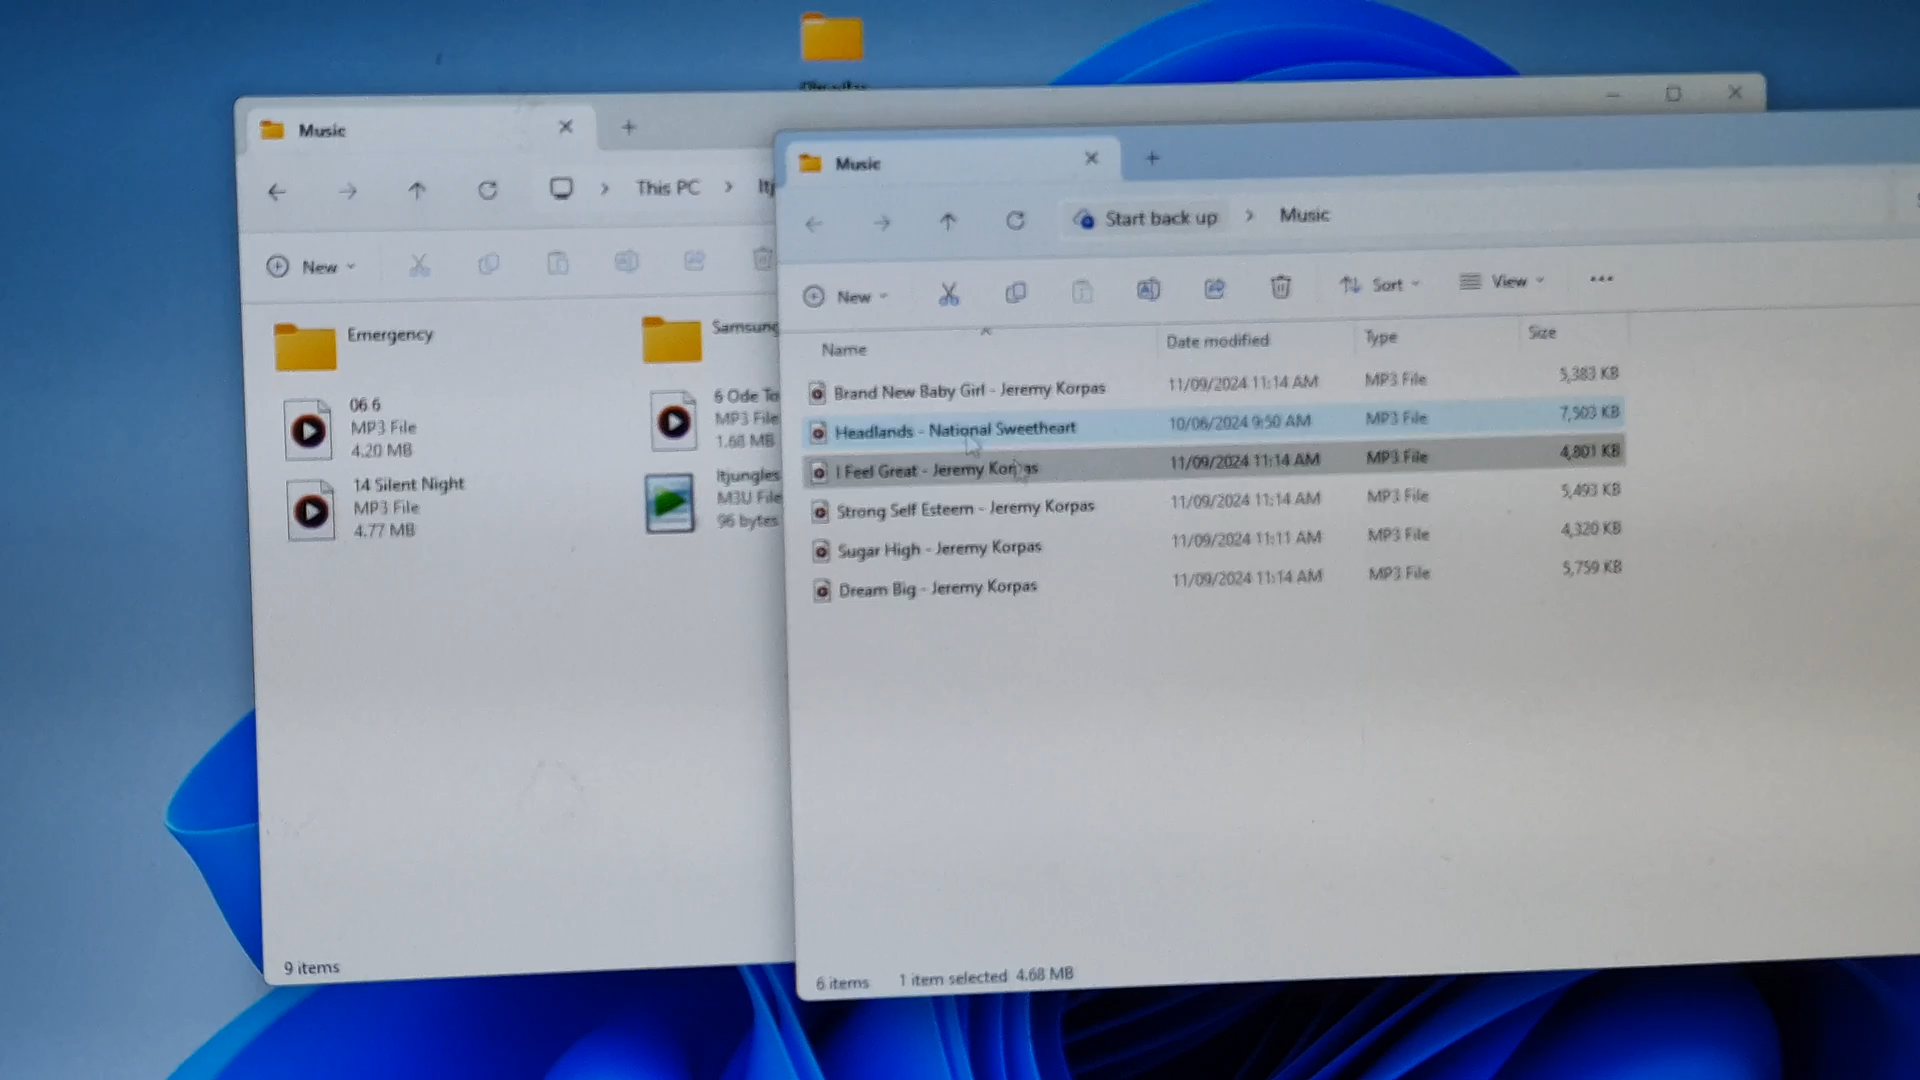 Music
This PC
New
Emergency
Samsung
06 6
MP3 File
4.20 MB
6 Ode To
MP3 File
1.68 MB
14 Silent Night
MP3 File
4.77 MB
ltjungles
M3U File
96 bytes
9 items
Music
Start back up
Music
New
Sort
View
Name
Date modified
Type
Size
Brand New Baby Girl - Jeremy Korpas 11/09/2024 11:14 AM MP3 File 5,383 KB
Headlands - National Sweetheart 10/06/2024 9:50 AM MP3 File 7,503 KB
I Feel Great - Jeremy Korpas 11/09/2024 11:14 AM MP3 File 4,801 KB
Strong Self Esteem - Jeremy Korpas 11/09/2024 11:14 AM MP3 File 5,493 KB
Sugar High - Jeremy Korpas 11/09/2024 11:11 AM MP3 File 4,320 KB
Dream Big - Jeremy Korpas 11/09/2024 11:14 AM MP3 File 5,759 KB
6 items 1 item selected 4.68 MB